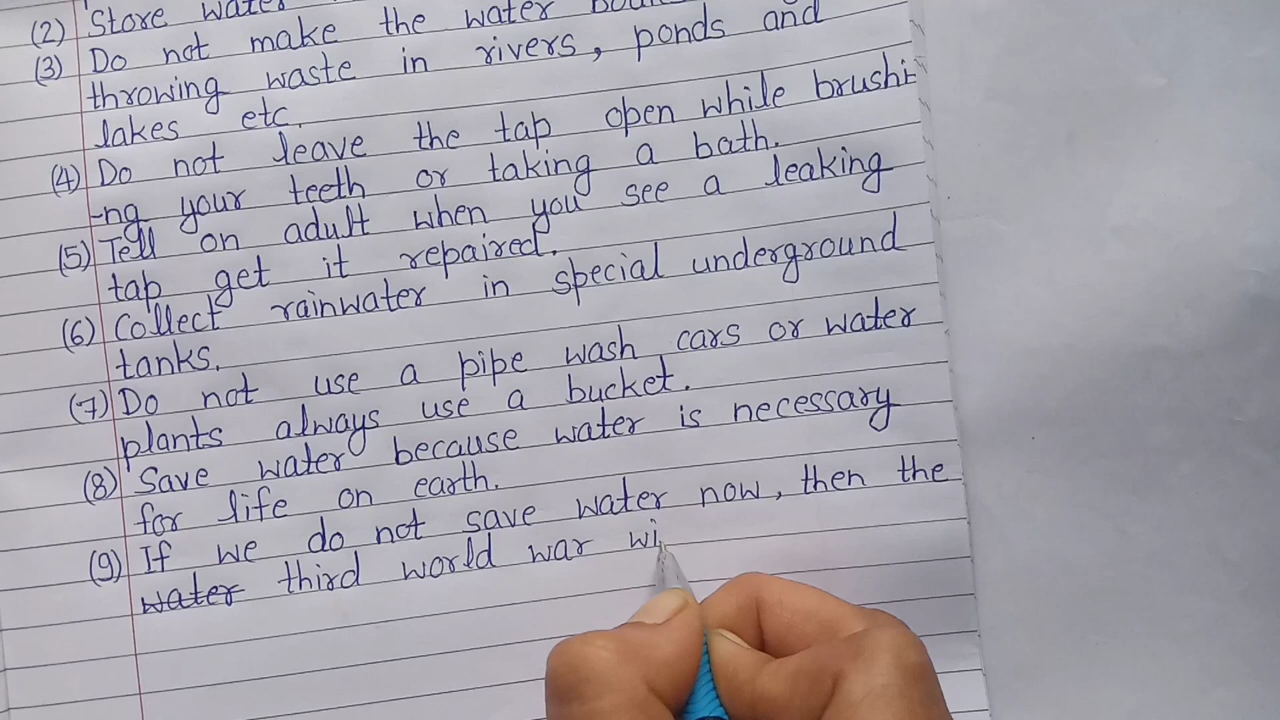 (2) Store water
(3) Do not make the water
throwing waste in rivers, ponds and
lakes etc.
(4) Do not leave the tap open while brushi
-ng your teeth or taking a bath.
(5) Tell on adult when you see a leaking
tap get it repaired.
(6) Collect rainwater in special underground
tanks.
(7) Do not use a pipe wash cars or water
plants always use a bucket.
(8) Save water because water is necessary
for life on earth.
(9) If we do not save water now, then the
water third world war wi